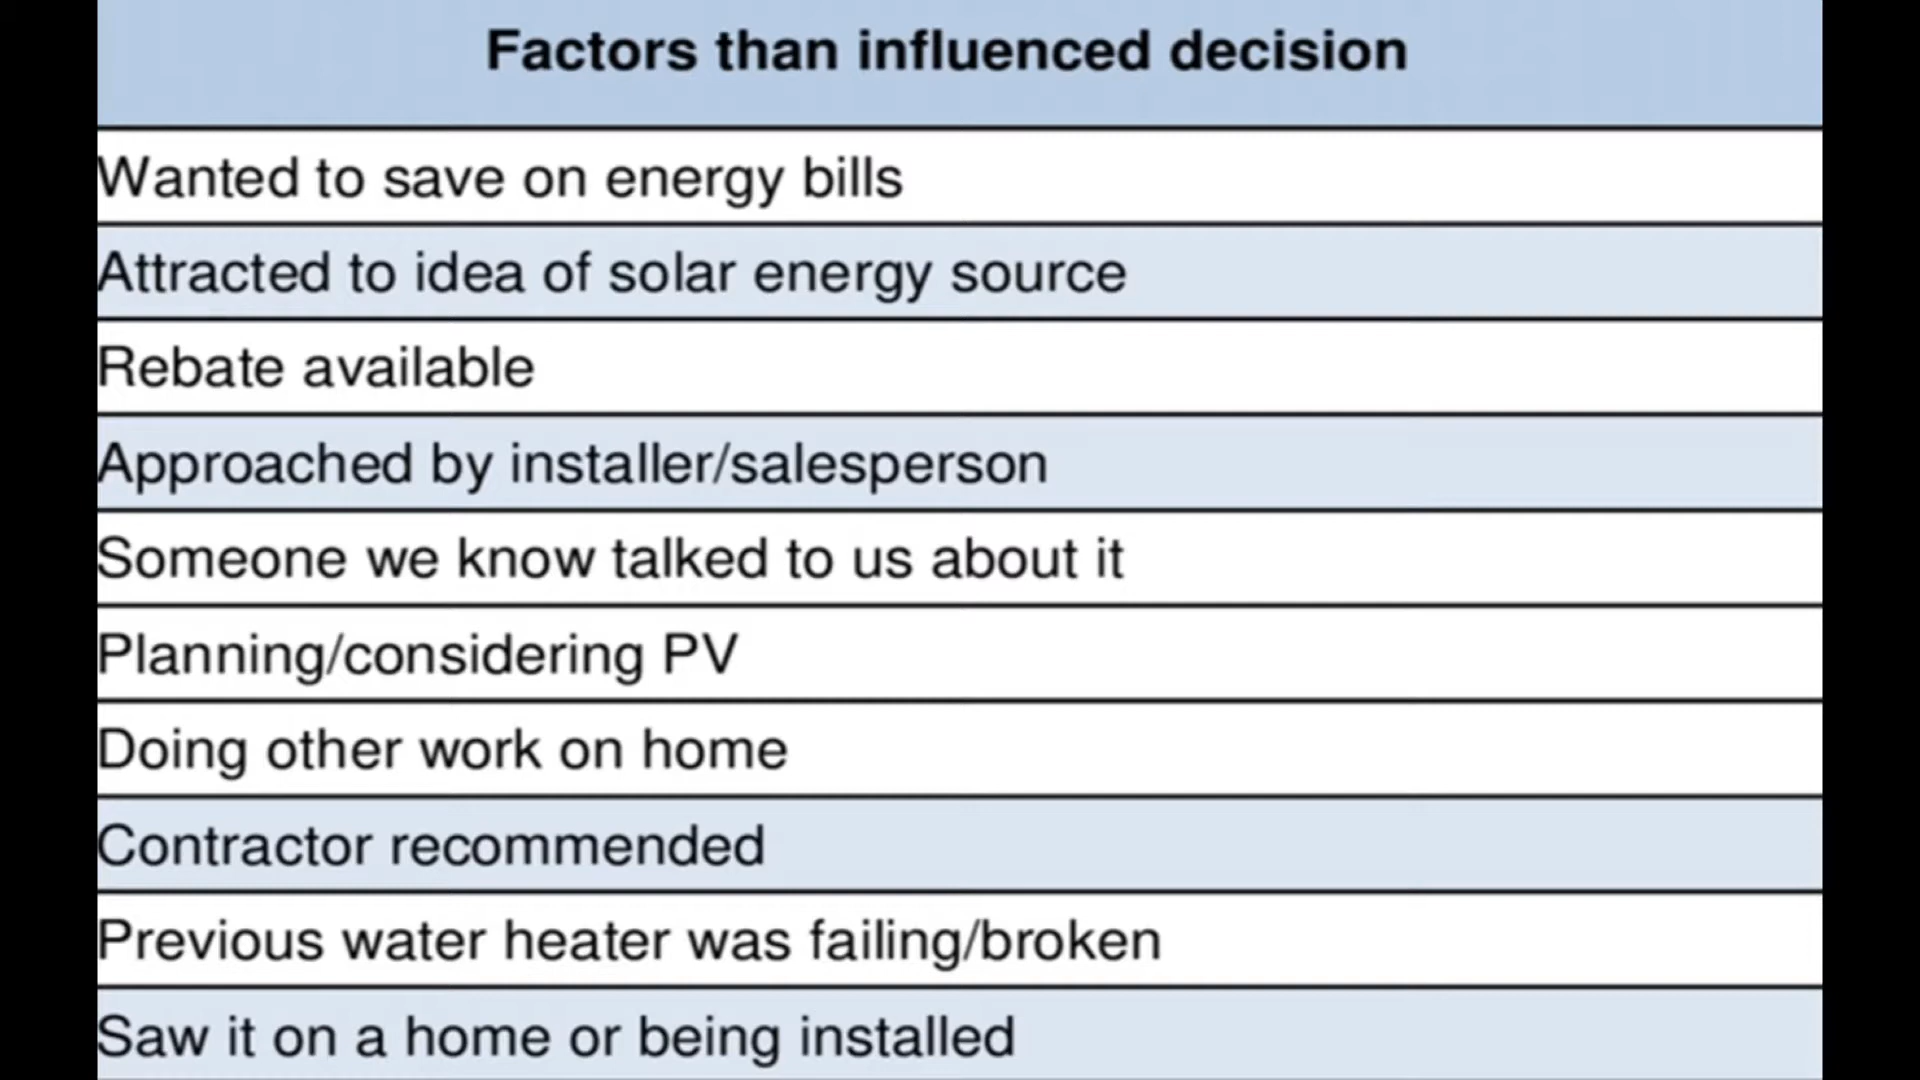 Factors than influenced decision
Wanted to save on energy bills
Attracted to idea of solar energy source
Rebate available
Approached by installer/salesperson
Someone we know talked to us about it
Planning/considering PV
Doing other work on home
Contractor recommended
Previous water heater was failing/broken
Saw it on a home or being installed